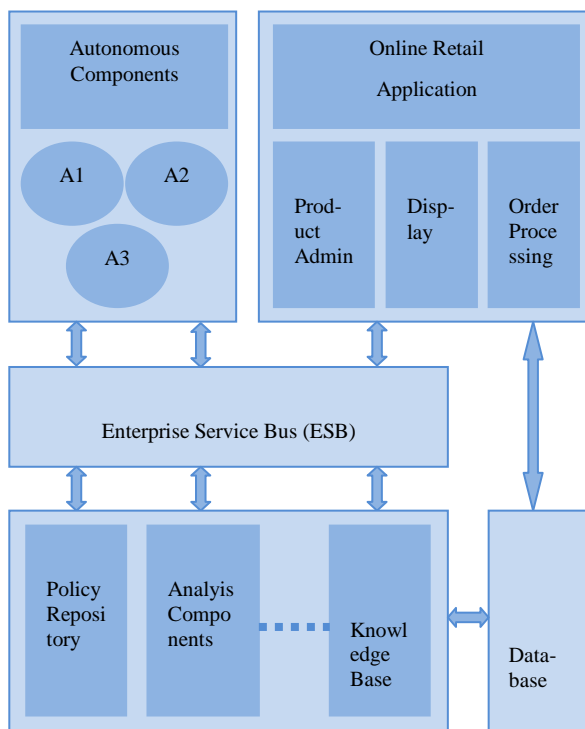 Autonomous
Components
A1
A2
A3
Online Retail
Application
Prod-
uct
Admin
Disp-
lay
Order
Proce
ssing
Enterprise Service Bus (ESB)
Policy
Reposi
tory
Analyis
Compo
nents
Knowl
edge
Base
Data-
base